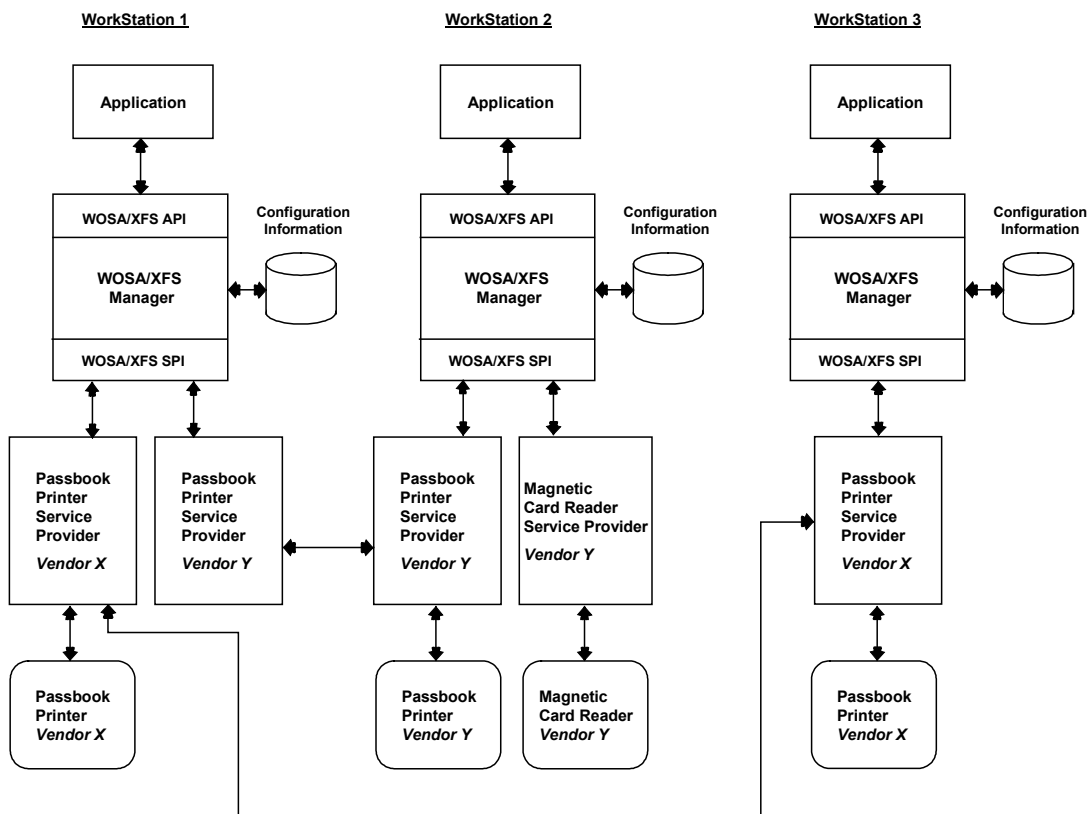 WorkStation 1
WorkStation 2
WorkStation 3
Application
Application
Application
WOSA/XFS API
Configuration
Information
WOSA/XFS
Manager
WOSA/XFS SPI
WOSA/XFS API
Configuration
Information
WOSA/XFS
Manager
WOSA/XFS SPI
WOSA/XFS API
Configuration
Information
WOSA/XFS
Manager
WOSA/XFS SPI
Passbook
Printer
Service
Provider
Vendor X
Passbook
Printer
Service
Provider
Vendor Y
Passbook
Printer
Service
Provider
Vendor Y
Magnetic
Card Reader
Service Provider
Vendor Y
Passbook
Printer
Service
Provider
Vendor X
Passbook
Printer
Vendor X
Passbook
Printer
Vendor Y
Magnetic
Card Reader
Vendor Y
Passbook
Printer
Vendor X